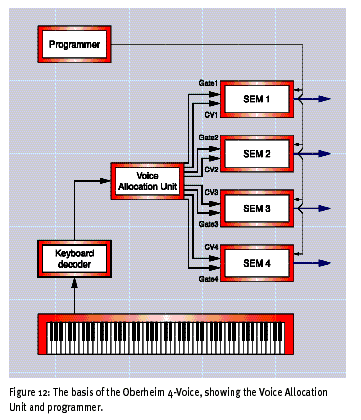 Programmer
Gate1
SEM 1
CV1
Gate2
SEM 2
CV2
Voice
Allocation Unit
CV3
SEM 3
Gate3
Keyboard
decoder
CV4
SEM 4
Gate4
Figure 12: The basis of the Oberheim 4-Voice, showing the Voice Allocation
Unit and programmer.